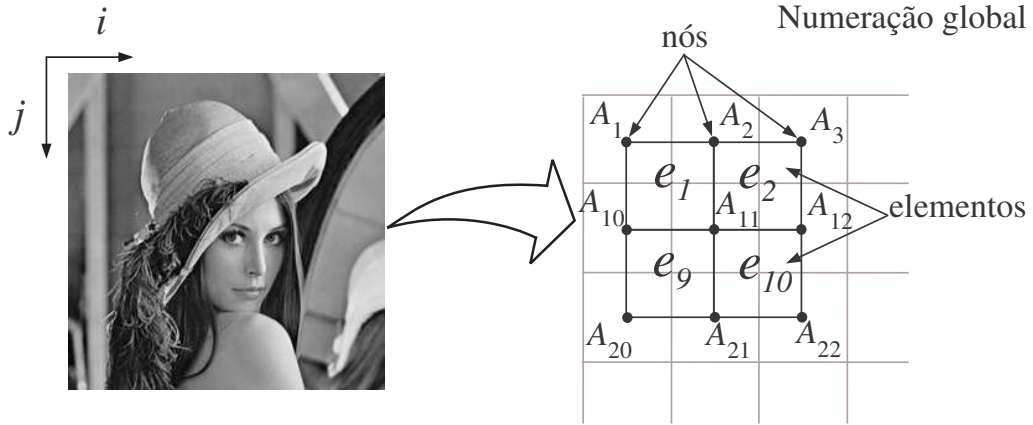 Numeração global
i
nós
j
A1 A2 A3
e1 e2
A10 A11 A12
elementos
e9 e10
A20 A21 A22